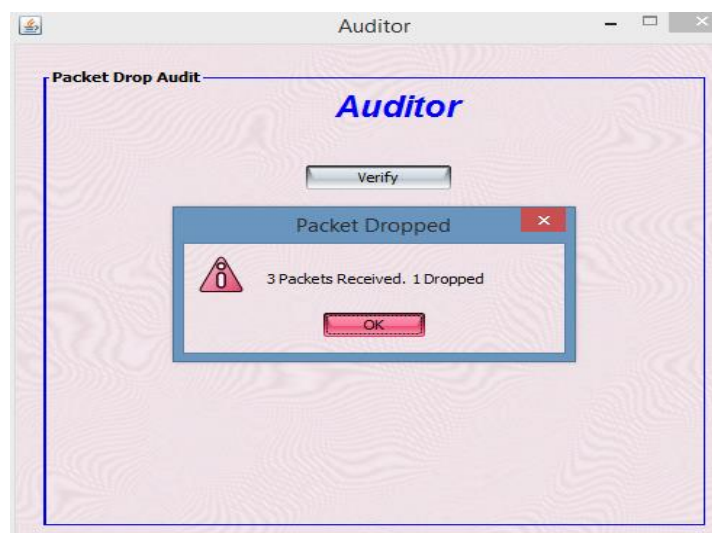 Auditor
Packet Drop Audit
Auditor
Verify
Packet Dropped
3 Packets Received. 1 Dropped
OK